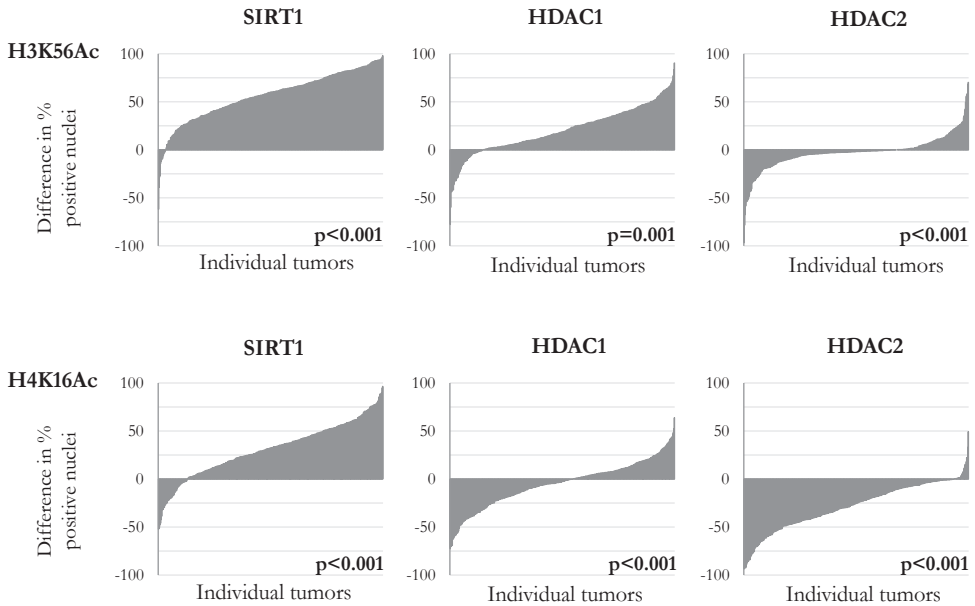 SIRT1 HDAC1 HDAC2
H3K56Ac
100 100 100
50 50 50
0 0 0
-50 -50 -50
-100 -100 -100
Difference in %
positive nuclei
p<0.001 p=0.001 p<0.001
Individual tumors Individual tumors Individual tumors
SIRT1 HDAC1 HDAC2
H4K16Ac
100 100 100
50 50 50
0 0 0
-50 -50 -50
-100 -100 -100
Difference in %
positive nuclei
p<0.001 p<0.001 p<0.001
Individual tumors Individual tumors Individual tumors